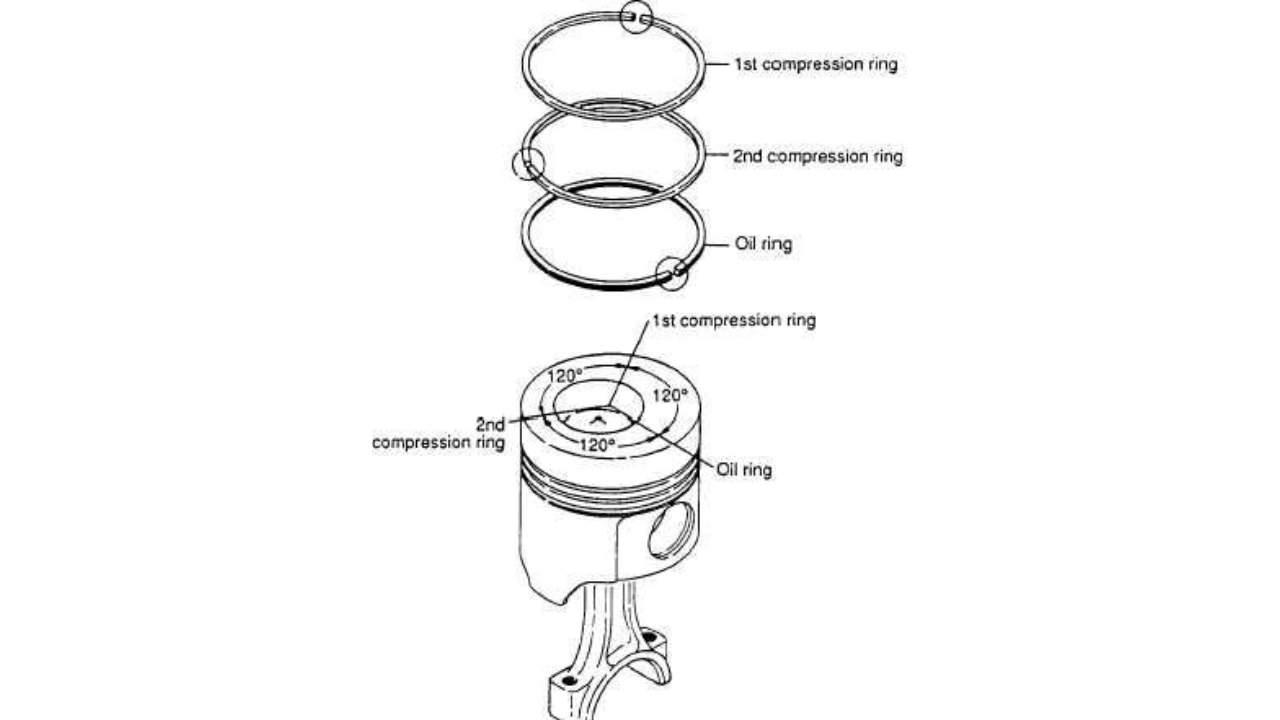 1st compression ring
2nd compression ring
Oil ring
1st compression ring
120°
120°
2nd
compression ring
120°
Oil ring